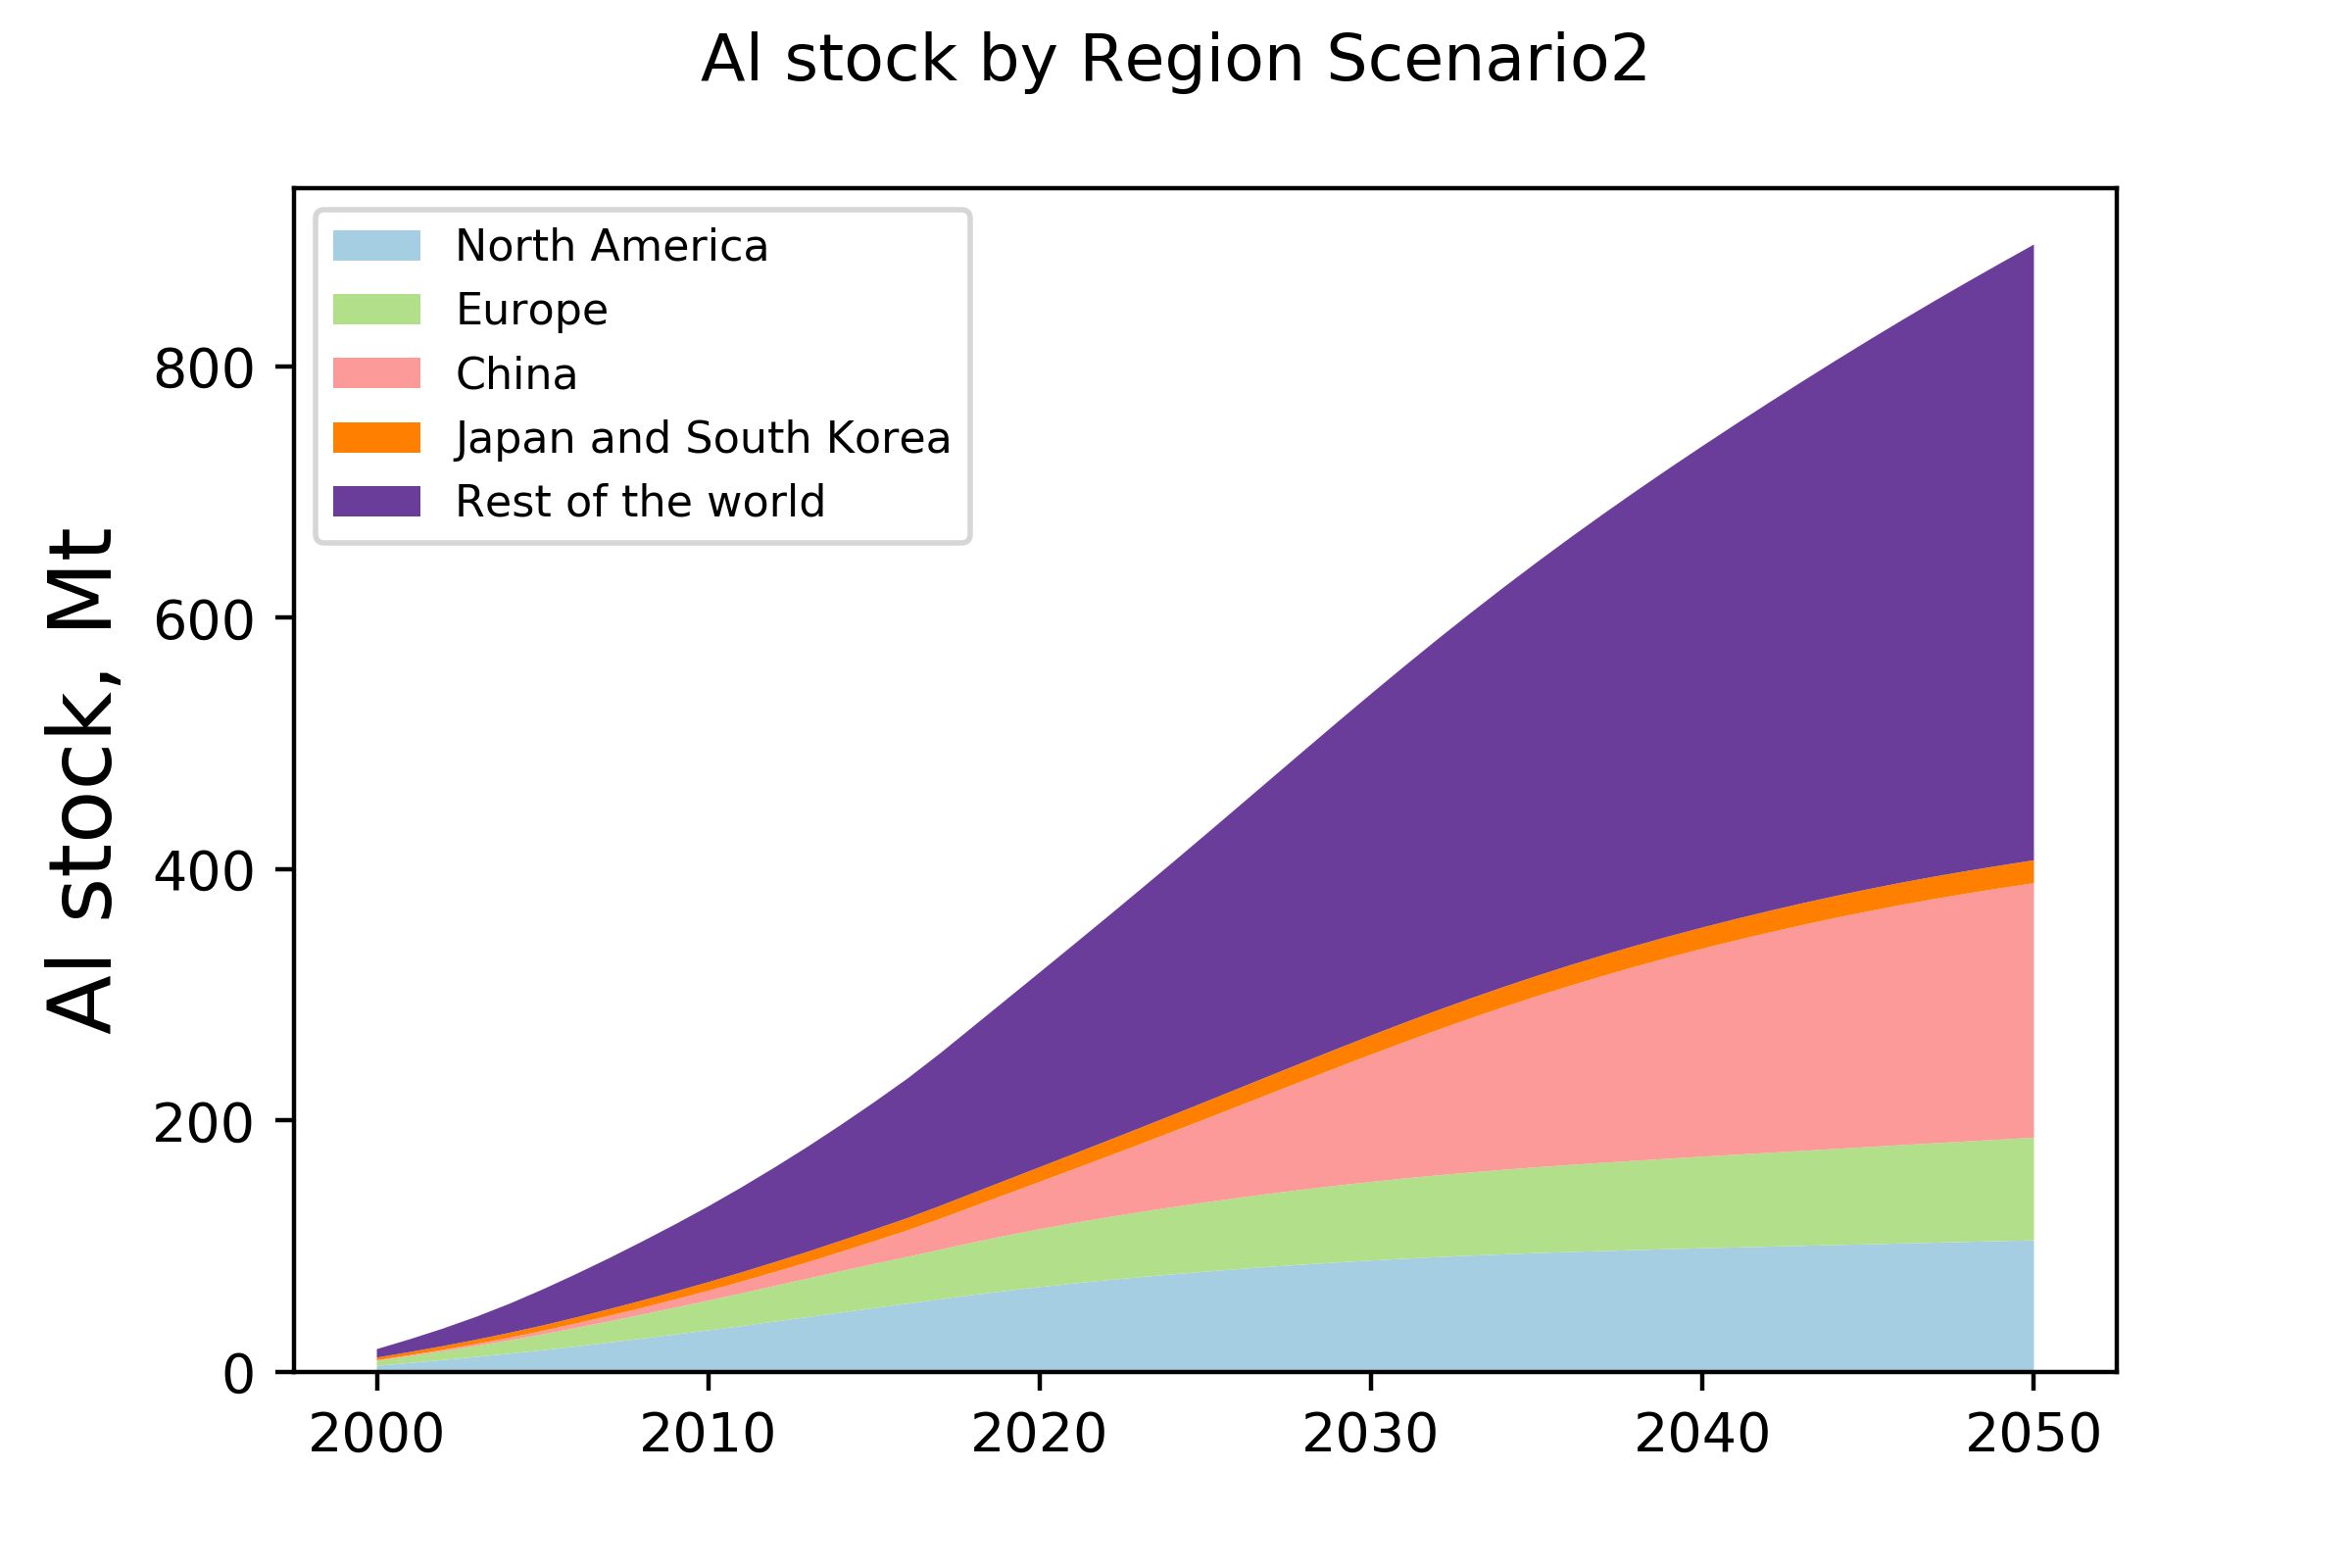 Al stock by Region Scenario2
North America
Europe
China
Japan and South Korea
Rest of the world
Al stock, Mt
800
600
400
200
0
2000 2010 2020 2030 2040 2050